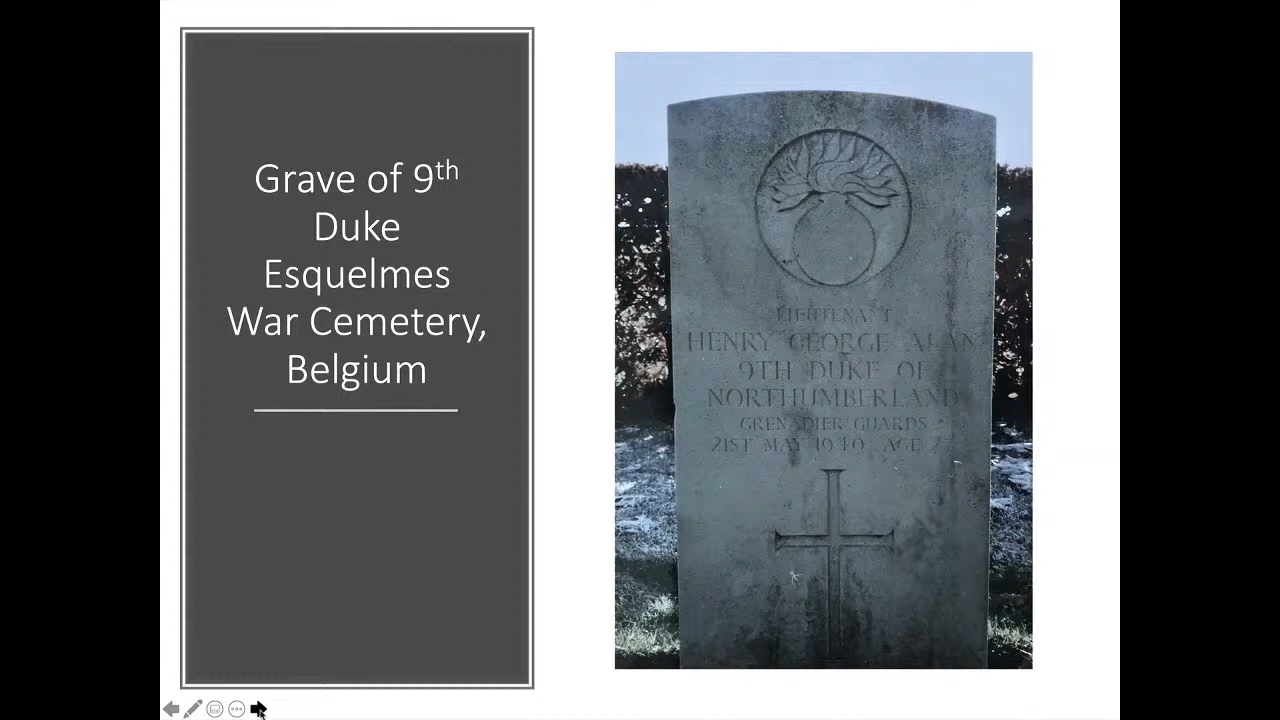 Grave of 9th
Duke
Esquelmes
War Cemetery,
Belgium
LIEUTENANT
HENRY GEORGE ALAN
9TH DUKE OF
NORTHUMBERLAND
GRENADIER GUARDS
21ST MAY 1940 AGE 27